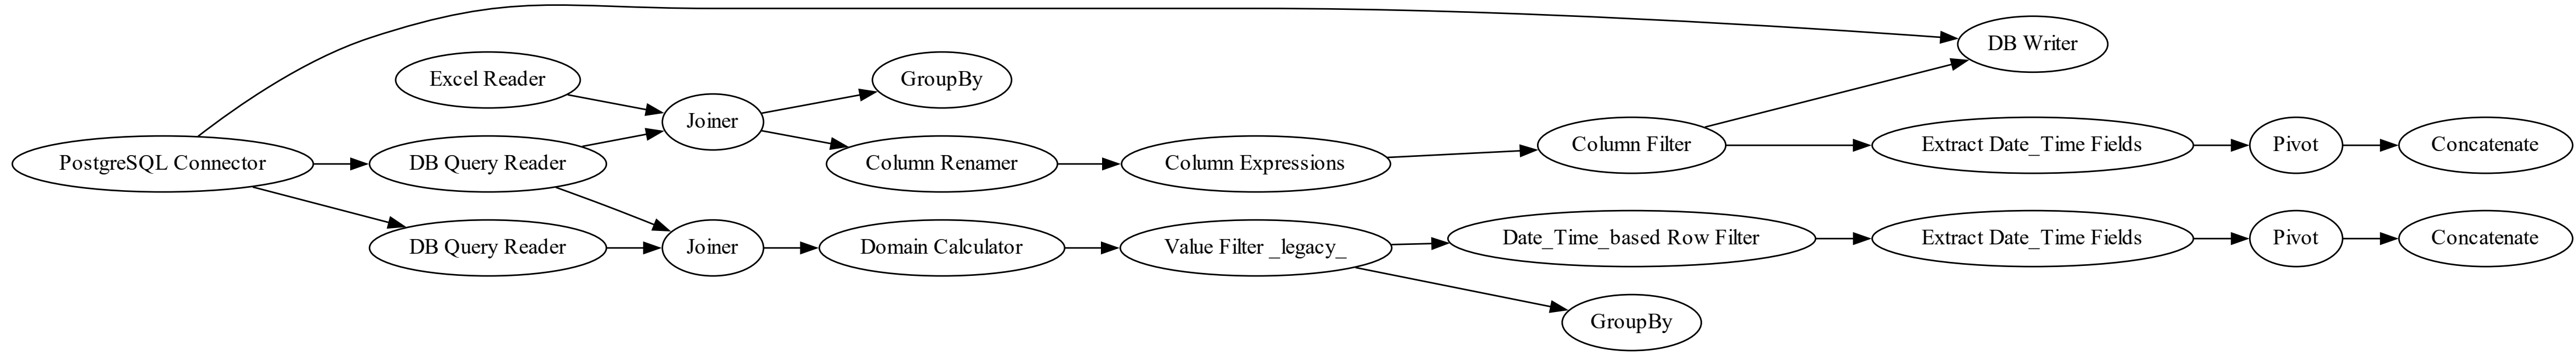 DB Writer
Excel Reader
GroupBy
Joiner
PostgreSQL Connector
DB Query Reader
Column Renamer
Column Expressions
Column Filter
Extract Date_Time Fields
Pivot
Concatenate
DB Query Reader
Joiner
Domain Calculator
Value Filter _legacy_
Date_Time_based Row Filter
Extract Date_Time Fields
Pivot
Concatenate
GroupBy